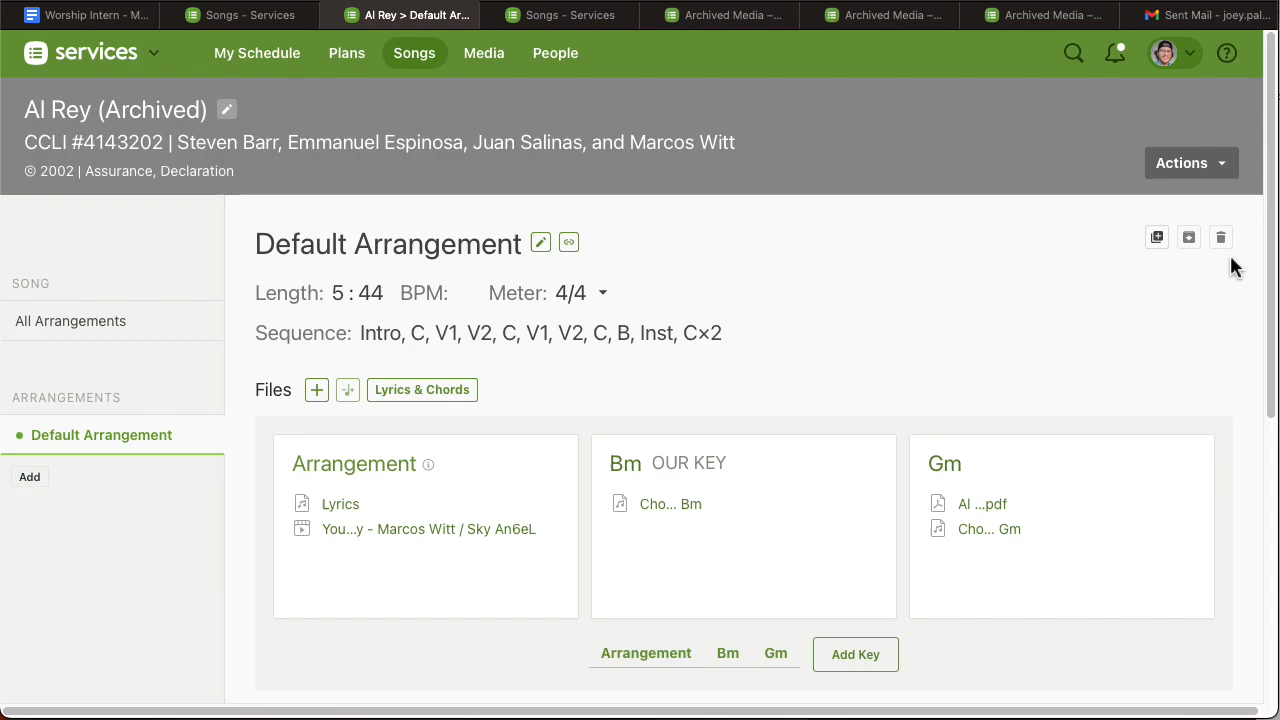 Worship Intern - M...
Songs - Services
Al Rey > Default Ar...
Songs - Services
Archived Media –...
Archived Media –...
Archived Media –...
Sent Mail - joey.pal...
services
My Schedule
Plans
Songs
Media
People
Al Rey (Archived)
CCLI #4143202 | Steven Barr, Emmanuel Espinosa, Juan Salinas, and Marcos Witt
© 2002 | Assurance, Declaration
Actions
SONG
All Arrangements
ARRANGEMENTS
Default Arrangement
Add
Default Arrangement
Length: 5:44 BPM: Meter: 4/4
Sequence: Intro, C, V1, V2, C, V1, V2, C, B, Inst, C×2
Files
Lyrics & Chords
Arrangement
Lyrics
You...y - Marcos Witt / Sky An6eL
Bm OUR KEY
Cho... Bm
Gm
Al ...pdf
Cho... Gm
Arrangement
Bm
Gm
Add Key